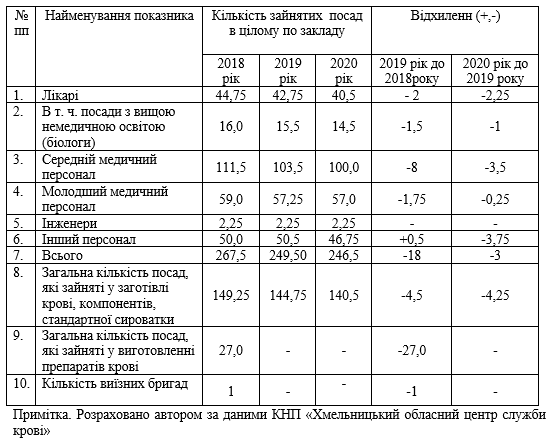 № пп Найменування показника Кількість зайнятих посад в цілому по закладу Відхиленн (+,-)
2018 рік 2019 рік 2020 рік 2019 рік до 2018року 2020 рік до 2019 року
1. Лікарі 44,75 42,75 40,5 - 2 -2,25
2. В т. ч. посади з вищою
немедичною освітою 16,0 15,5 14,5 -1,5 -1
(біологи)
3. Середній медичний
персонал 111,5 103,5 100,0 -8 -3,5
4. Молодший медичний
персонал 59,0 57,25 57,0 -1,75 -0,25
5. Інженери 2,25 2,25 2,25 - -
6. Інший персонал 50,0 50,5 46,75 +0,5 -3,75
7. Всього 267,5 249,50 246,5 -18 -3
8. Загальна кількість посад,
які зайняті у заготівлі
крові, компонентів, 149,25 144,75 140,5 -4,5 -4,25
стандартної сироватки
9. Загальна кількість посад,
які зайняті у виготовленні 27,0 - - -27,0 -
препаратів крові
10. Кількість виїзних бригад 1 - - -1 -
Примітка. Розраховано автором за даними КНП «Хмельницький обласний центр служби
крові»